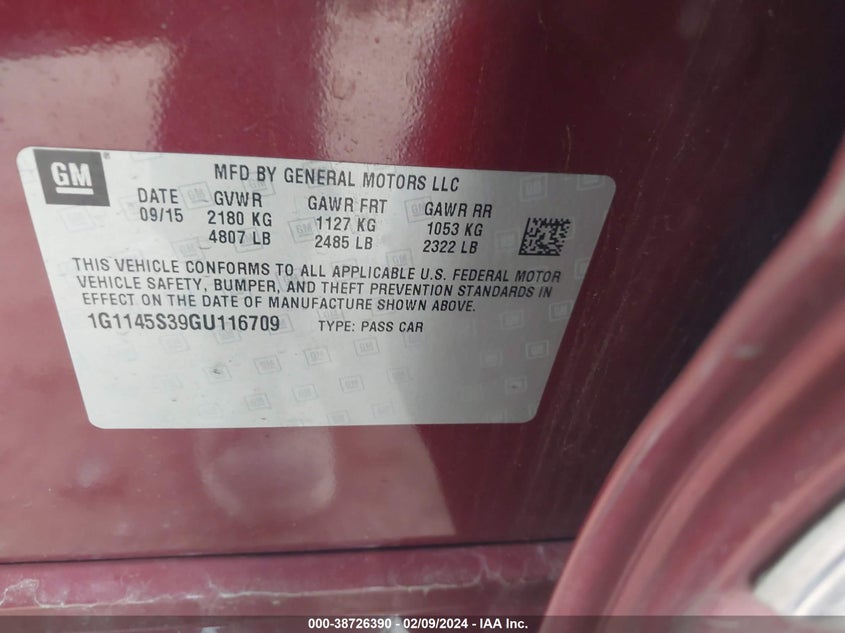 GM
MFD BY GENERAL MOTORS LLC
DATE GVWR GAWR FRT GAWR RR
09/15 2180 KG 1127 KG 1053 KG
4807 LB 2485 LB 2322 LB
THIS VEHICLE CONFORMS TO ALL APPLICABLE U.S. FEDERAL MOTOR
VEHICLE SAFETY, BUMPER, AND THEFT PREVENTION STANDARDS IN
EFFECT ON THE DATE OF MANUFACTURE SHOWN ABOVE.
1G1145S39GU116709 TYPE: PASS CAR
000-38726390 - 02/09/2024 - IAA Inc.